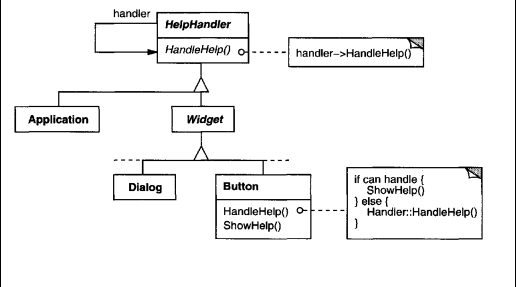 handler
HelpHandler
HandleHelp()
handler–>HandleHelp()
Application
Widget
Dialog
Button
HandleHelp()
ShowHelp()
if can handle {
ShowHelp()
} else {
Handler::HandleHelp()
}